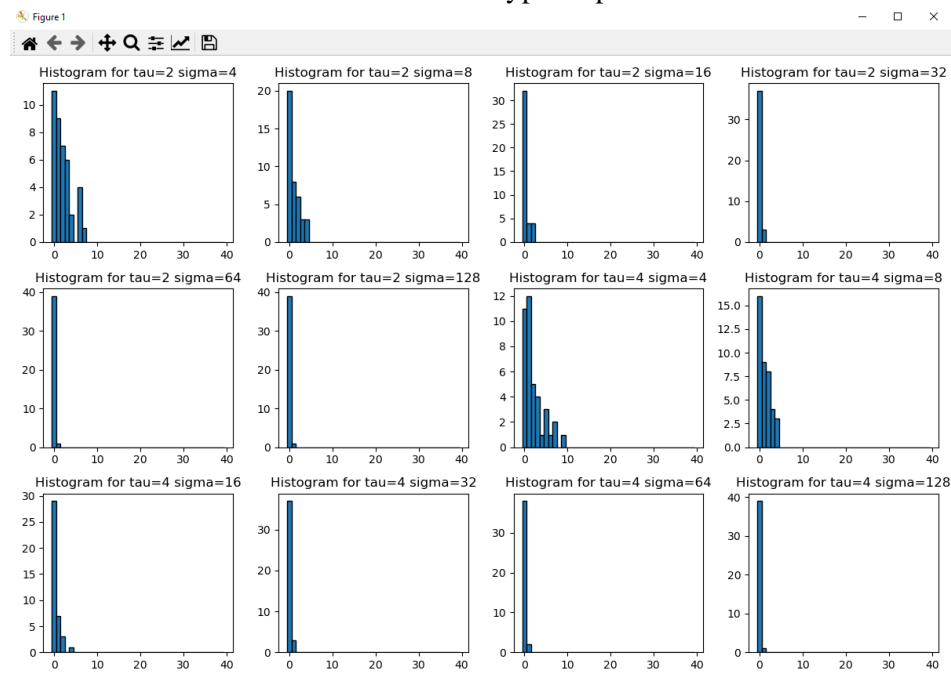 Figure 1
Histogram for tau=2 sigma=4
Histogram for tau=2 sigma=8
Histogram for tau=2 sigma=16
Histogram for tau=2 sigma=32
10
8
6
4
2
0
0 10 20 30 40
20
15
10
5
0
0 10 20 30 40
30
25
20
15
10
5
0
0 10 20 30 40
30
20
10
0
0 10 20 30 40
Histogram for tau=2 sigma=64
Histogram for tau=2 sigma=128
Histogram for tau=4 sigma=4
Histogram for tau=4 sigma=8
40
30
20
10
0
0 10 20 30 40
40
30
20
10
0
0 10 20 30 40
12
10
8
6
4
2
0
0 10 20 30 40
15.0
12.5
10.0
7.5
5.0
2.5
0.0
0 10 20 30 40
Histogram for tau=4 sigma=16
Histogram for tau=4 sigma=32
Histogram for tau=4 sigma=64
Histogram for tau=4 sigma=128
30
25
20
15
10
5
0
0 10 20 30 40
30
20
10
0
0 10 20 30 40
30
20
10
0
0 10 20 30 40
40
30
20
10
0
0 10 20 30 40